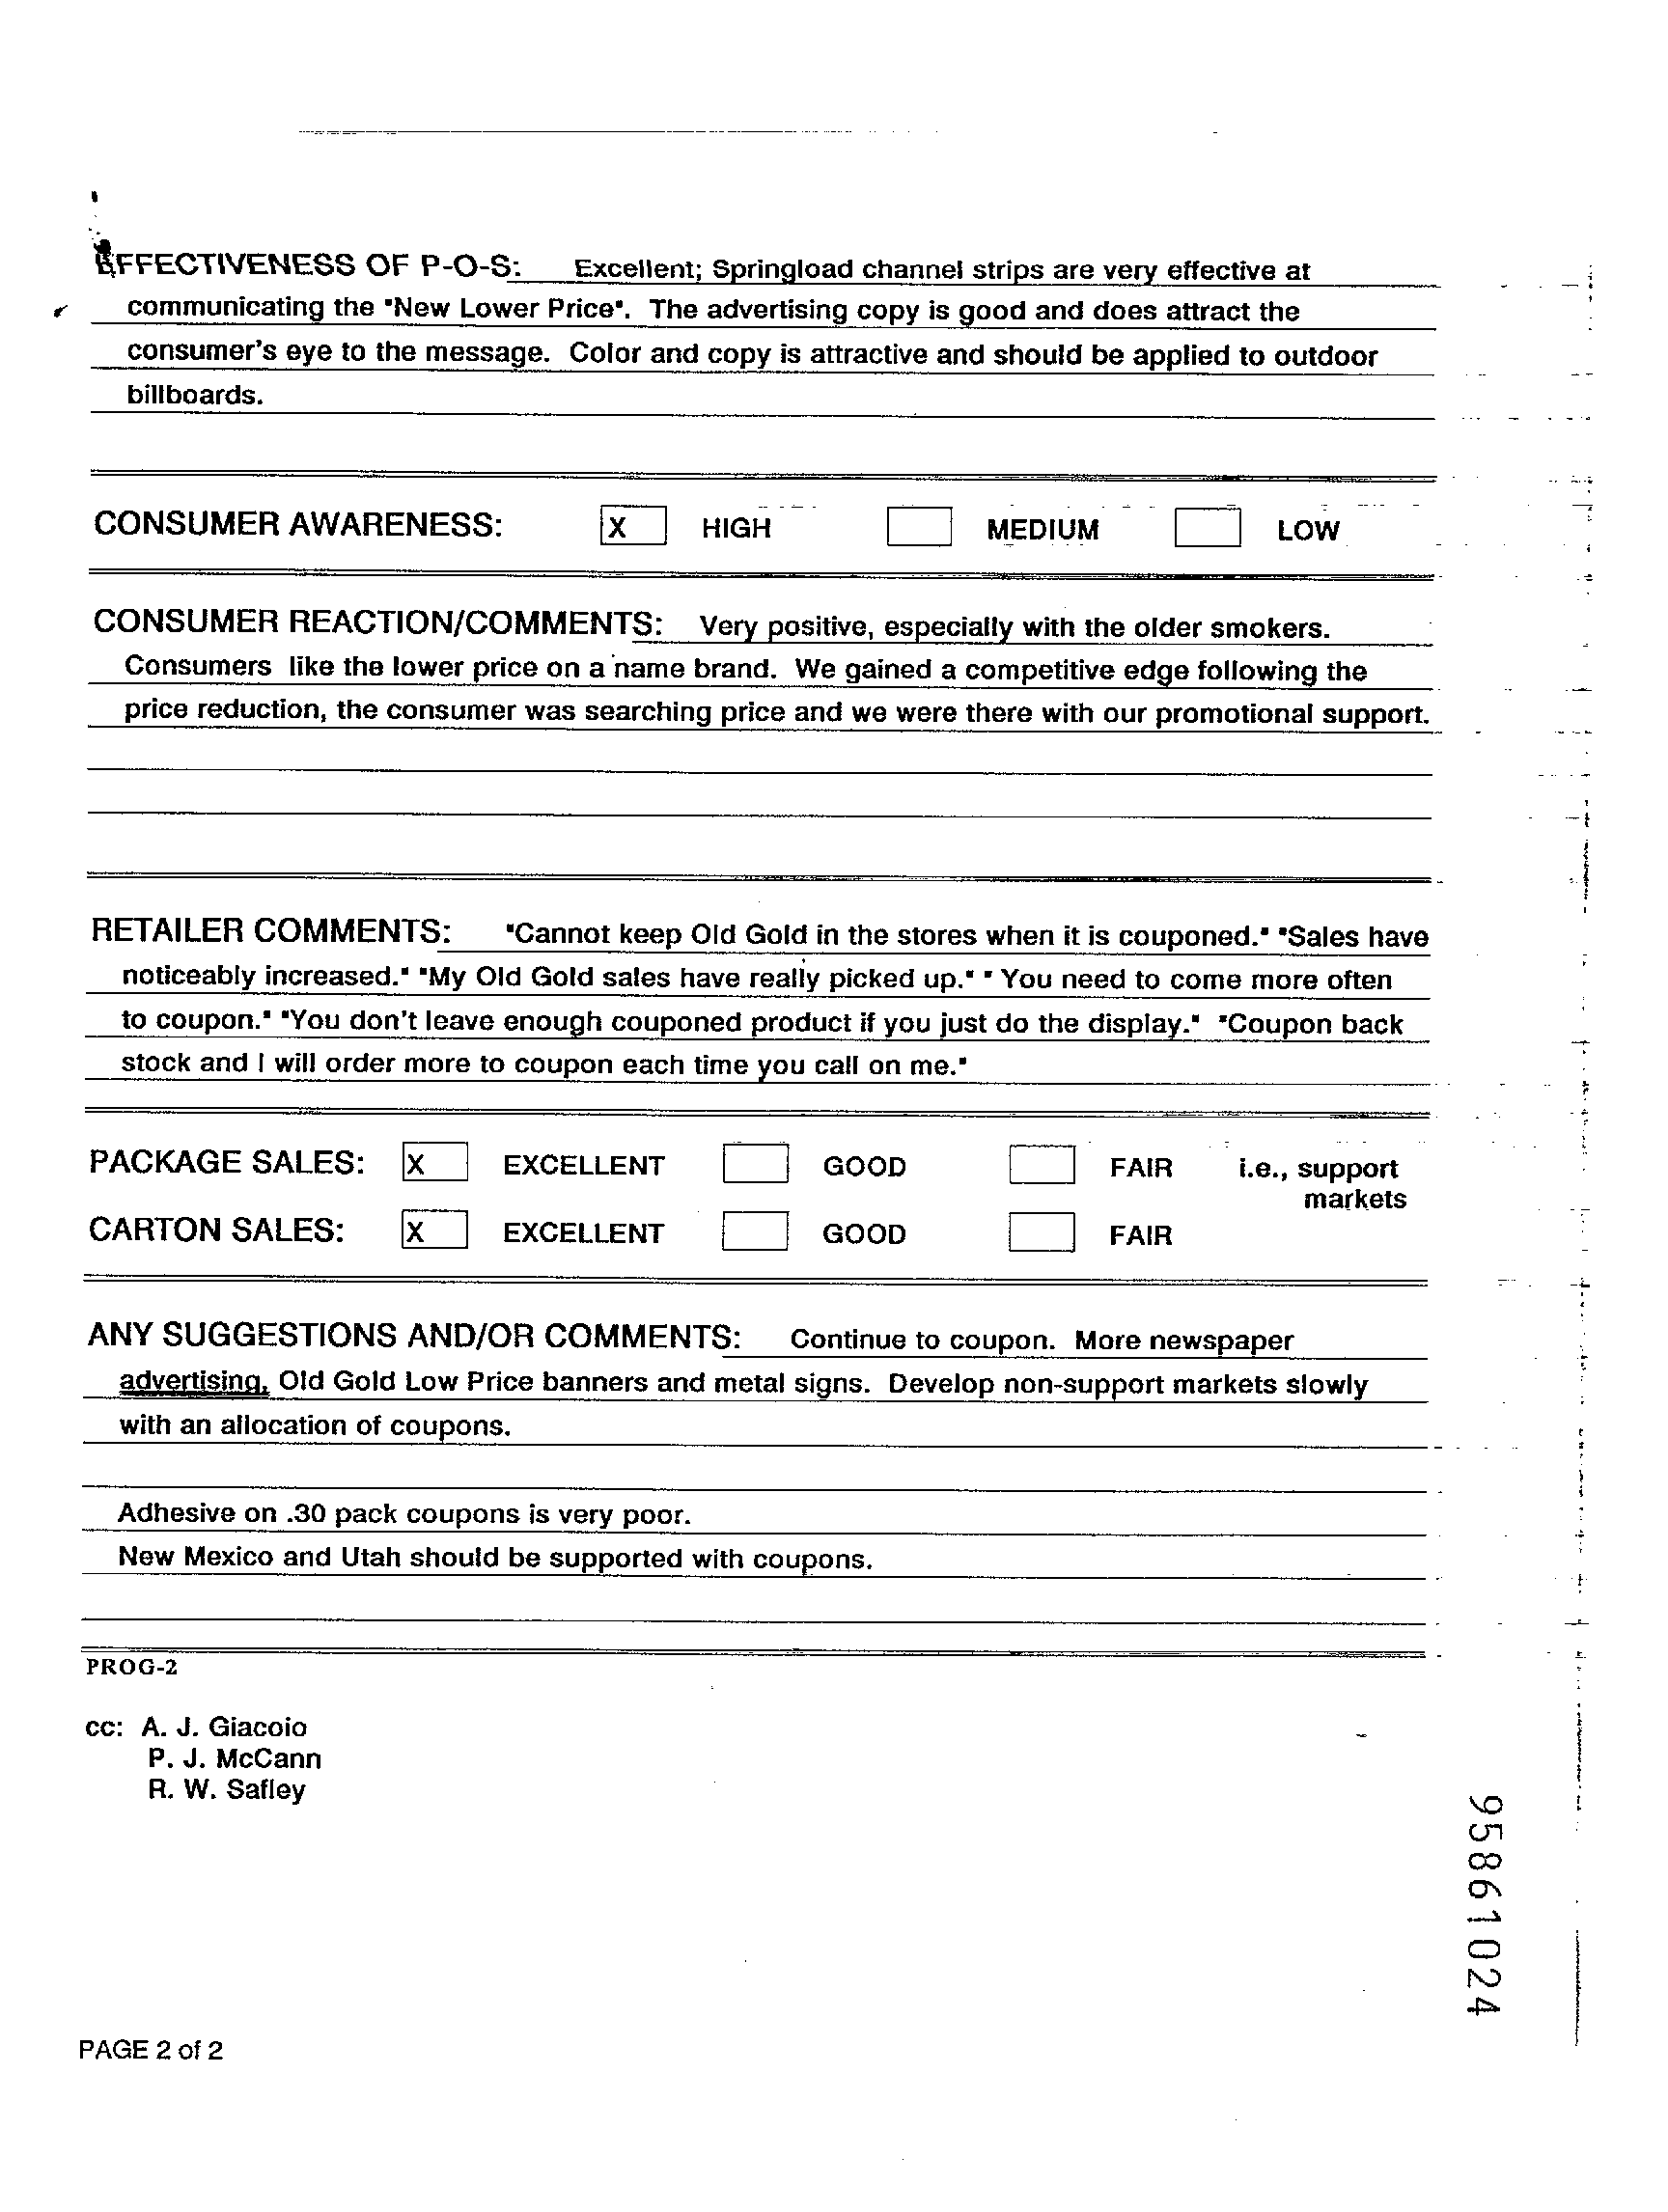 EFFECTIVENESS OF P-O-S: Excellent; Springload channel strips are very effective at
communicating the "New Lower Price". The advertising copy is good and does attract the
consumer's eye to the message. Color and copy is attractive and should be applied to outdoor
billboards.
CONSUMER AWARENESS: X HIGH MEDIUM LOW
CONSUMER REACTION/COMMENTS: Very positive, especially with the older smokers.
Consumers like the lower price on a name brand. We gained a competitive edge following the
price reduction, the consumer was searching price and we were there with our promotional support.
RETAILER COMMENTS: "Cannot keep Old Gold in the stores when it is couponed." "Sales have
noticeably increased." "My Old Gold sales have really picked up." " You need to come more often
to coupon." "You don't leave enough couponed product if you just do the display." "Coupon back
stock and I will order more to coupon each time you call on me."
PACKAGE SALES: X EXCELLENT GOOD FAIR i.e., support
markets
CARTON SALES: X EXCELLENT GOOD FAIR
ANY SUGGESTIONS AND/OR COMMENTS: Continue to coupon. More newspaper
advertising, Old Gold Low Price banners and metal signs. Develop non-support markets slowly
with an allocation of coupons.
Adhesive on .30 pack coupons is very poor.
New Mexico and Utah should be supported with coupons.
PROG-2
cc: A. J. Giacoio
P. J. McCann
R. W. Safley
95861024
PAGE 2 of 2